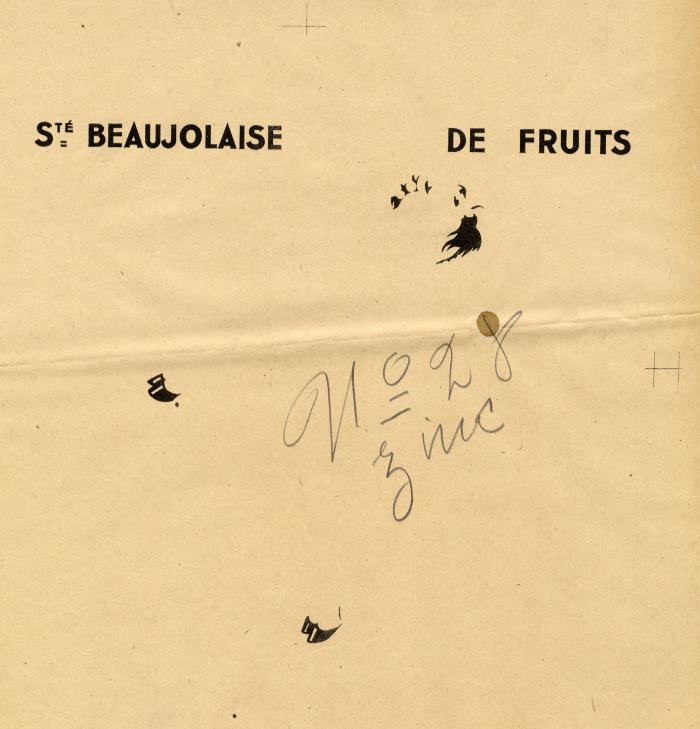 Sᵀᴱ́ BEAUJOLAISE DE FRUITS
Nº 28
zinc